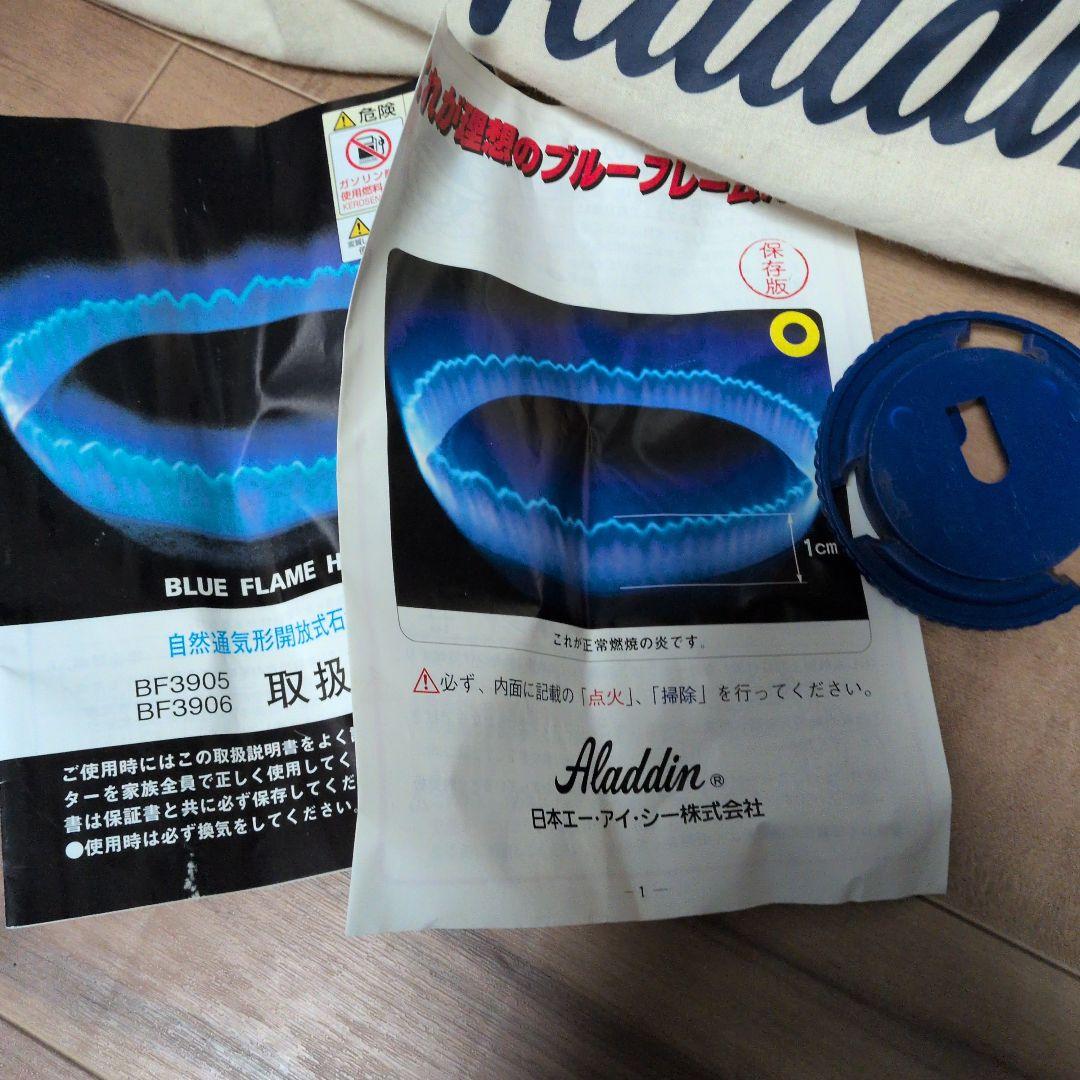 Aladdin
危険
ガソリン
使用燃料
KEROSEN
BLUE FLAME H
自然通気形開放式石
BF3905
BF3906
取扱
ご使用時にはこの取扱説明書をよく
ターを家族全員で正しく使用してく
書は保証書と共に必ず保存してくだ
●使用時は必ず換気をしてください。
これが理想のブルーフレーム
保存版
1cm
これが正常燃焼の炎です。
必ず、内面に記載の「点火」、「掃除」を行ってください。
Aladdin®
日本エー・アイ・シー株式会社
−1−